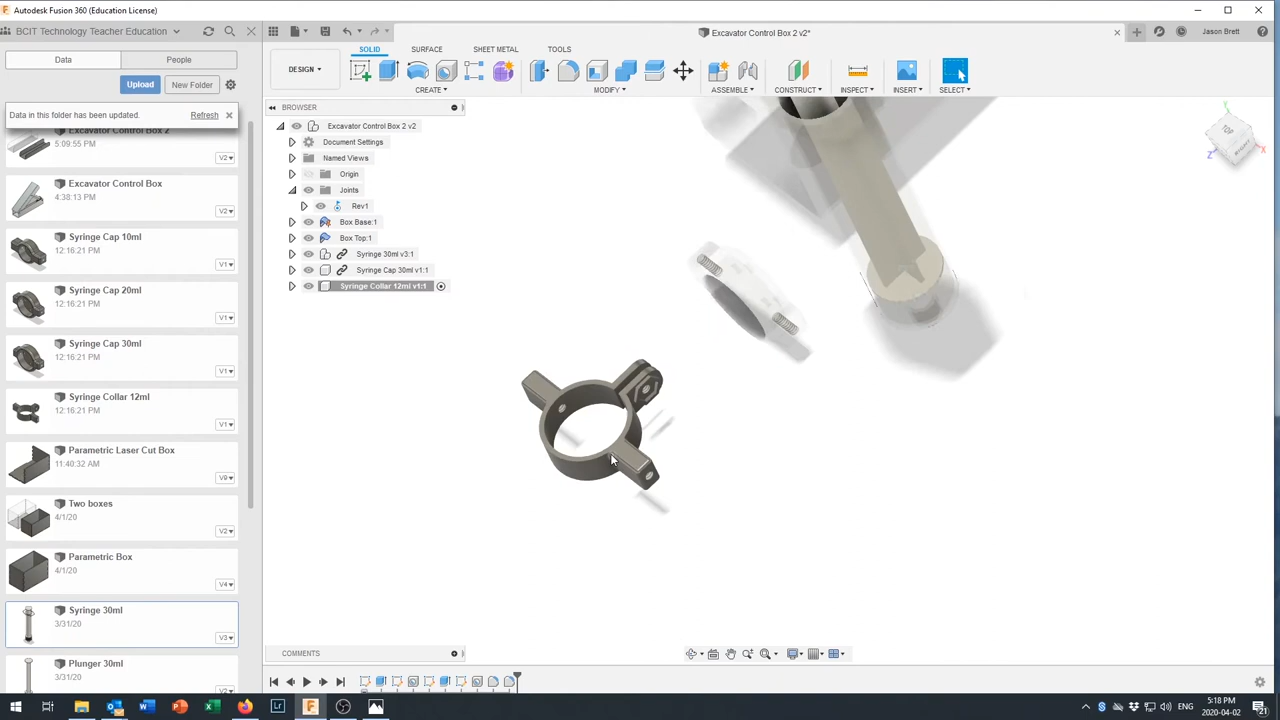 Autodesk Fusion 360 (Education License)
BCIT Technology Teacher Education
Excavator Control Box 2 v2*
Jason Brett
Data
People
Upload
New Folder
Data in this folder has been updated.
Refresh
Excavator Control Box 2
5:09:55 PM
V2
Excavator Control Box
4:38:13 PM
V2
Syringe Cap 10ml
12:16:21 PM
V1
Syringe Cap 20ml
12:16:21 PM
V1
Syringe Cap 30ml
12:16:21 PM
V1
Syringe Collar 12ml
12:16:21 PM
V1
Parametric Laser Cut Box
11:40:32 AM
V9
Two boxes
4/1/20
V2
Parametric Box
4/1/20
V4
Syringe 30ml
3/31/20
V3
Plunger 30ml
3/31/20
V2
SOLID
SURFACE
SHEET METAL
TOOLS
DESIGN
CREATE
MODIFY
ASSEMBLE
CONSTRUCT
INSPECT
INSERT
SELECT
BROWSER
Excavator Control Box 2 v2
Document Settings
Named Views
Origin
Joints
Rev1
Box Base:1
Box Top:1
Syringe 30ml v3:1
Syringe Cap 30ml v1:1
Syringe Collar 12ml v1:1
X
Y
Z
COMMENTS
ENG
5:18 PM
2020-04-02
21